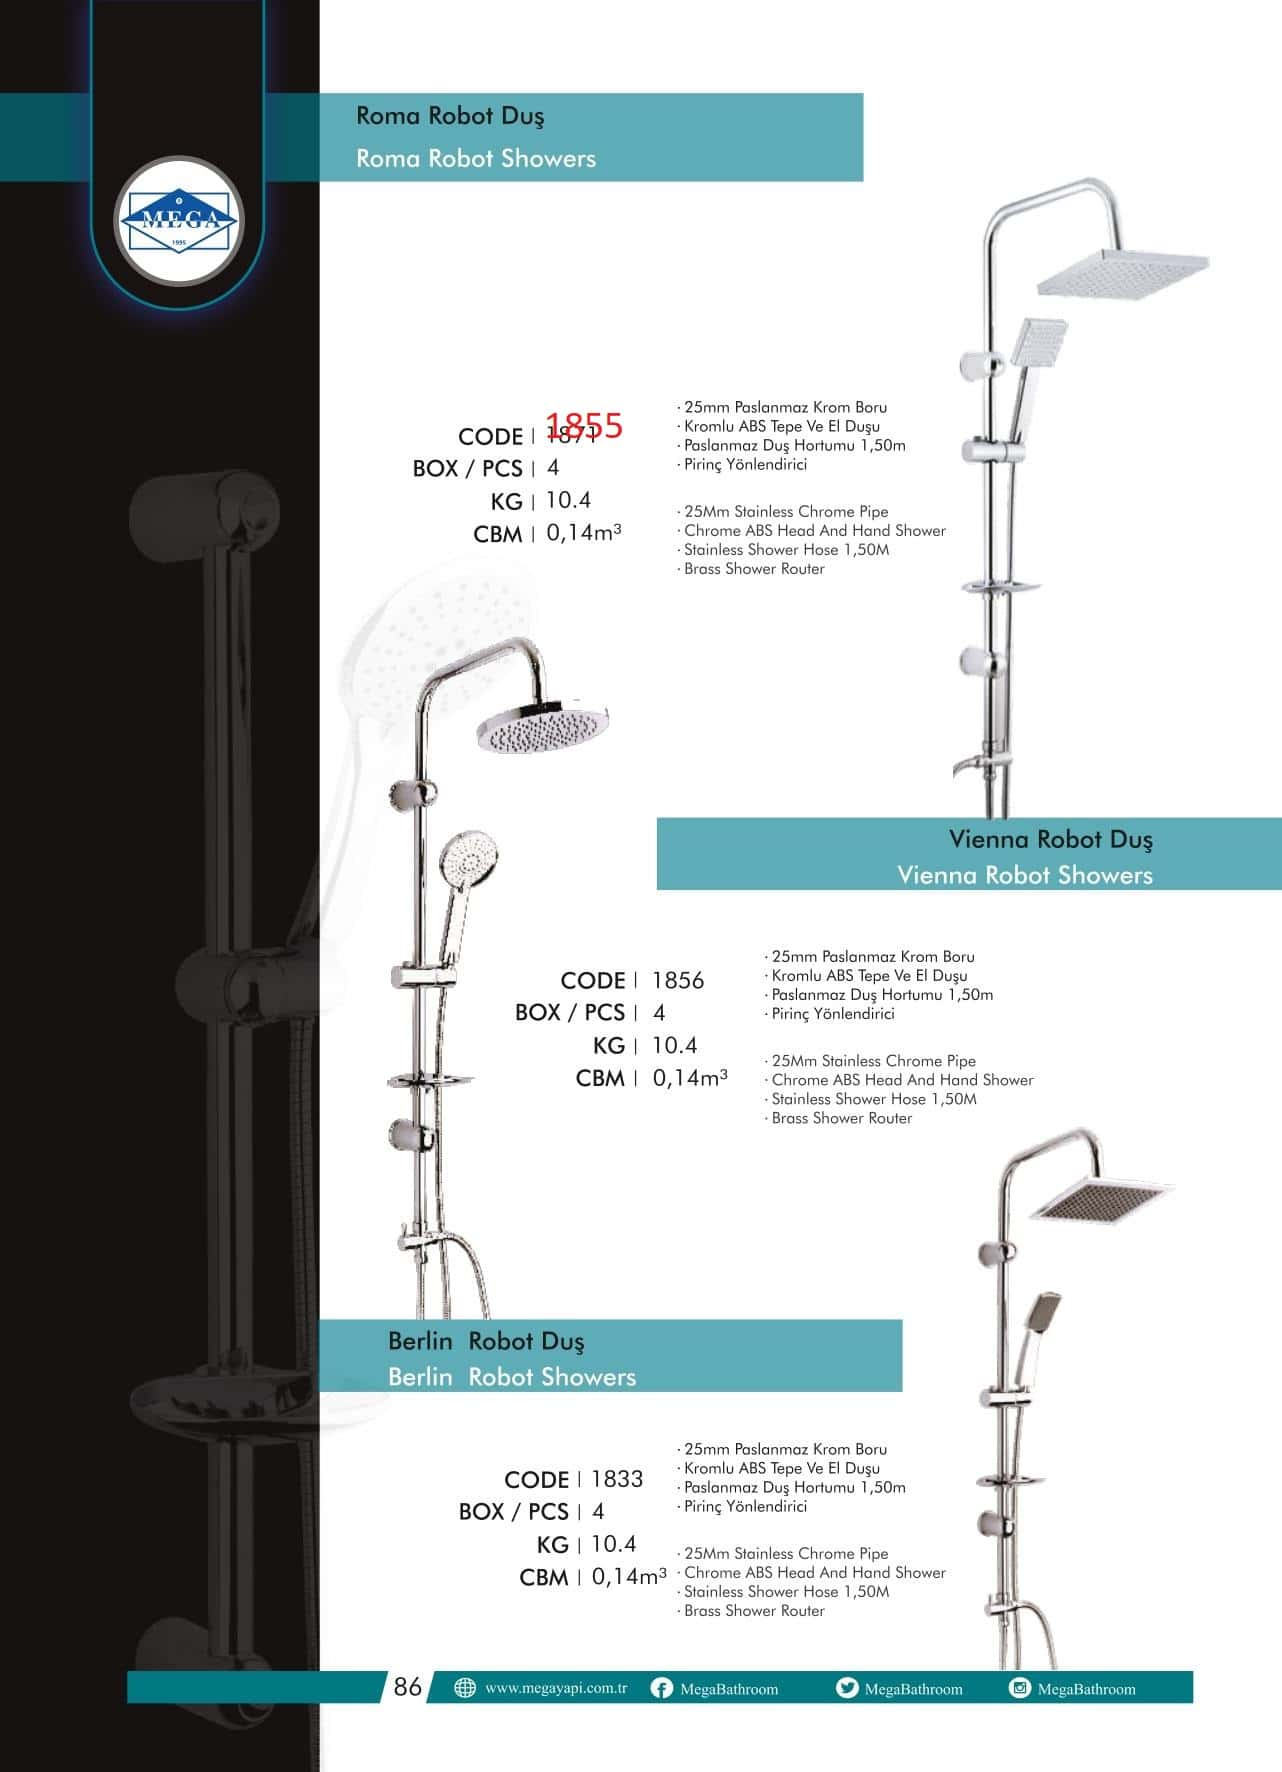 Roma Robot Duş
Roma Robot Showers
MEGA
1995
1855
CODE | 1871
BOX / PCS | 4
KG | 10.4
CBM | 0,14m³
· 25mm Paslanmaz Krom Boru
· Kromlu ABS Tepe Ve El Duşu
· Paslanmaz Duş Hortumu 1,50m
· Pirinç Yönlendirici
· 25Mm Stainless Chrome Pipe
· Chrome ABS Head And Hand Shower
· Stainless Shower Hose 1,50M
· Brass Shower Router
Vienna Robot Duş
Vienna Robot Showers
CODE | 1856
BOX / PCS | 4
KG | 10.4
CBM | 0,14m³
· 25mm Paslanmaz Krom Boru
· Kromlu ABS Tepe Ve El Duşu
· Paslanmaz Duş Hortumu 1,50m
· Pirinç Yönlendirici
· 25Mm Stainless Chrome Pipe
· Chrome ABS Head And Hand Shower
· Stainless Shower Hose 1,50M
· Brass Shower Router
Berlin Robot Duş
Berlin Robot Showers
CODE | 1833
BOX / PCS | 4
KG | 10.4
CBM | 0,14m³
· 25mm Paslanmaz Krom Boru
· Kromlu ABS Tepe Ve El Duşu
· Paslanmaz Duş Hortumu 1,50m
· Pirinç Yönlendirici
· 25Mm Stainless Chrome Pipe
· Chrome ABS Head And Hand Shower
· Stainless Shower Hose 1,50M
· Brass Shower Router
86 www.megayapi.com.tr MegaBathroom MegaBathroom MegaBathroom